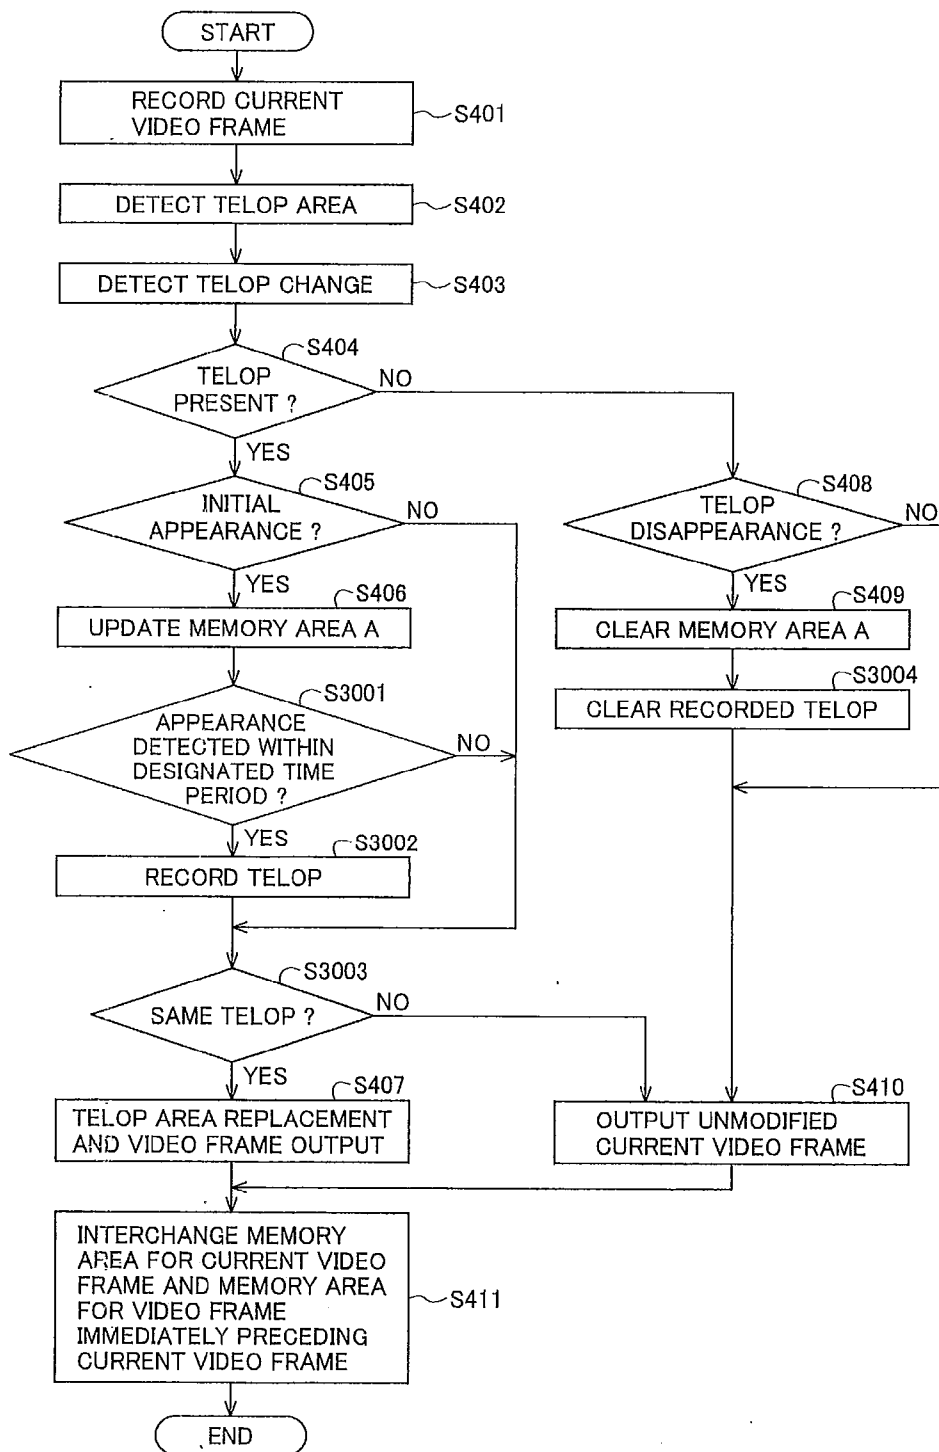 START
RECORD CURRENT
VIDEO FRAME
S401
DETECT TELOP AREA
S402
DETECT TELOP CHANGE
S403
S404
TELOP
PRESENT ?
NO
YES
S405
INITIAL
APPEARANCE ?
NO
YES
S406
UPDATE MEMORY AREA A
S3001
APPEARANCE
DETECTED WITHIN
DESIGNATED TIME
PERIOD ?
NO
YES
S3002
RECORD TELOP
S408
TELOP
DISAPPEARANCE ?
NO
YES
S409
CLEAR MEMORY AREA A
S3004
CLEAR RECORDED TELOP
S3003
SAME TELOP ?
NO
YES
S407
TELOP AREA REPLACEMENT
AND VIDEO FRAME OUTPUT
S410
OUTPUT UNMODIFIED
CURRENT VIDEO FRAME
INTERCHANGE MEMORY
AREA FOR CURRENT VIDEO
FRAME AND MEMORY AREA
FOR VIDEO FRAME
IMMEDIATELY PRECEDING
CURRENT VIDEO FRAME
S411
END